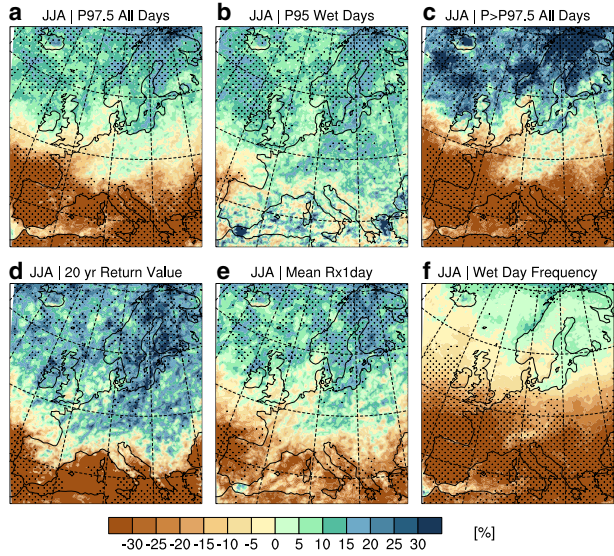 a JJA | P97.5 All Days
b JJA | P95 Wet Days
c JJA | P>P97.5 All Days
d JJA | 20 yr Return Value
e JJA | Mean Rx1day
f JJA | Wet Day Frequency
-30 -25 -20 -15 -10 -5 0 5 10 15 20 25 30 [%]